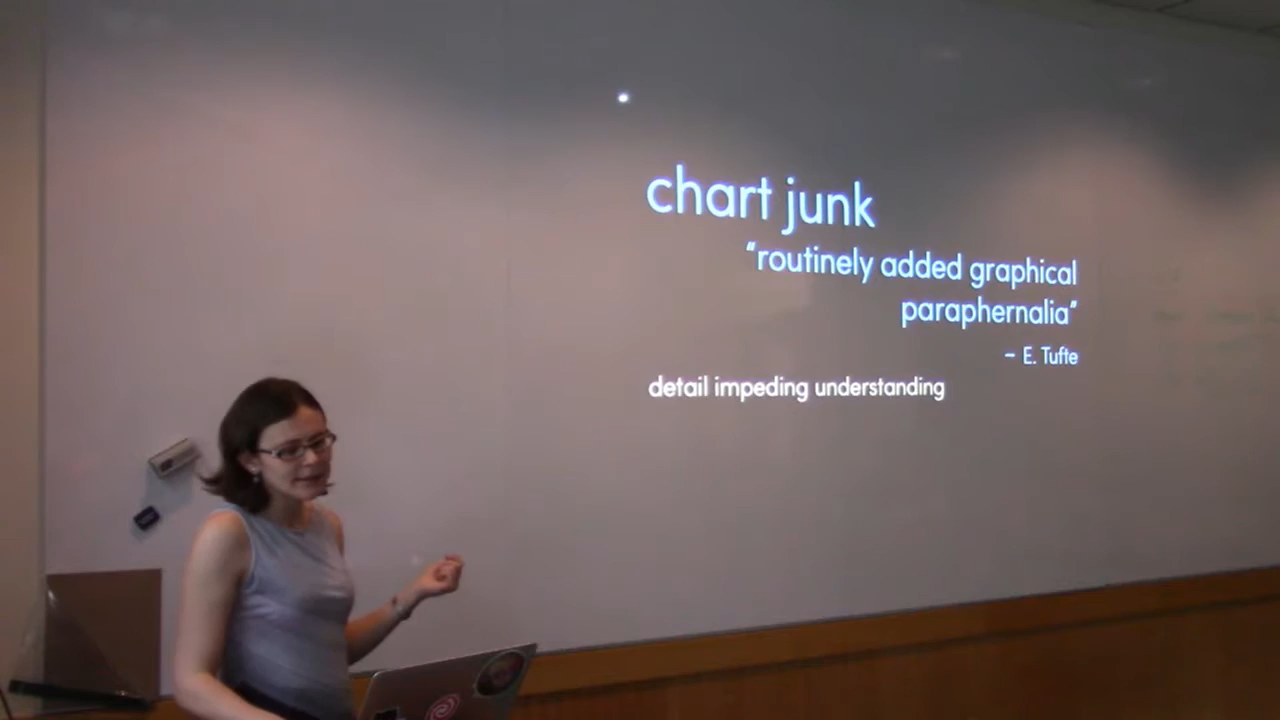 chart junk
“routinely added graphical
paraphernalia”
– E. Tufte
detail impeding understanding